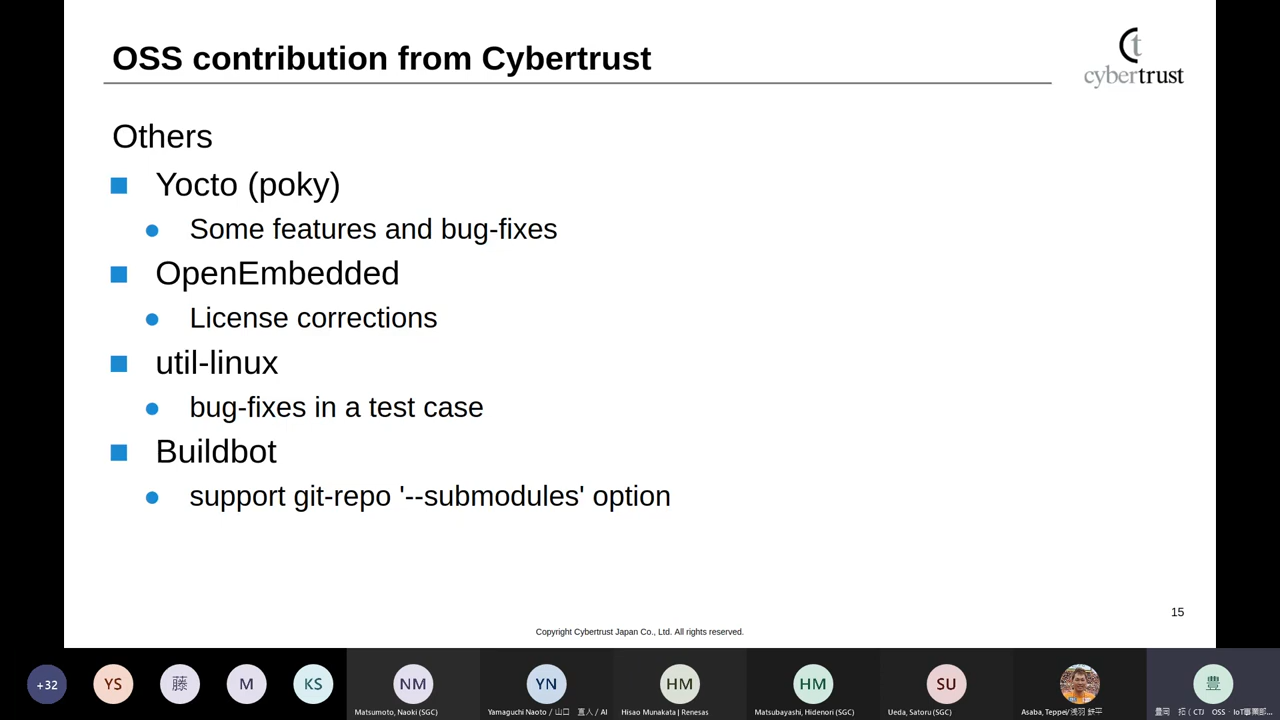 OSS contribution from Cybertrust
cybertrust
Others
Yocto (poky)
Some features and bug-fixes
OpenEmbedded
License corrections
util-linux
bug-fixes in a test case
Buildbot
support git-repo '--submodules' option
15
Copyright Cybertrust Japan Co., Ltd. All rights reserved.
+32
YS
藤
M
KS
NM
YN
HM
HM
SU
豊
Matsumoto, Naoki (SGC)
Yamaguchi Naoto / 山口 直人 / AI
Hisao Munakata | Renesas
Matsubayashi, Hidenori (SGC)
Ueda, Satoru (SGC)
Asaba, Teppei/浅羽 鉄平
豊岡 拓 ( CTJ OSS・IoT事業部...